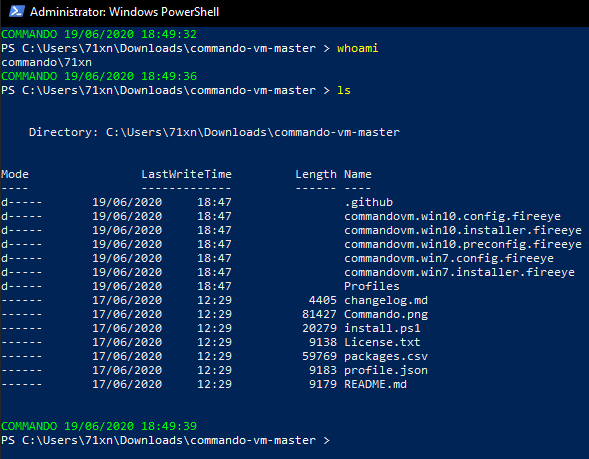 Administrator: Windows PowerShell
COMMANDO 19/06/2020 18:49:32
PS C:\Users\71xn\Downloads\commando-vm-master > whoami
commando\71xn
COMMANDO 19/06/2020 18:49:36
PS C:\Users\71xn\Downloads\commando-vm-master > ls
Directory: C:\Users\71xn\Downloads\commando-vm-master
Mode LastWriteTime Length Name
---- ------------- ------ ----
d----- 19/06/2020 18:47 .github
d----- 19/06/2020 18:47 commandovm.win10.config.fireeye
d----- 19/06/2020 18:47 commandovm.win10.installer.fireeye
d----- 19/06/2020 18:47 commandovm.win10.preconfig.fireeye
d----- 19/06/2020 18:47 commandovm.win7.config.fireeye
d----- 19/06/2020 18:47 commandovm.win7.installer.fireeye
d----- 19/06/2020 18:47 Profiles
------ 17/06/2020 12:29 4405 changelog.md
------ 17/06/2020 12:29 81427 Commando.png
------ 17/06/2020 12:29 20279 install.ps1
------ 17/06/2020 12:29 9138 License.txt
------ 17/06/2020 12:29 59769 packages.csv
------ 17/06/2020 12:29 9183 profile.json
------ 17/06/2020 12:29 9179 README.md
COMMANDO 19/06/2020 18:49:39
PS C:\Users\71xn\Downloads\commando-vm-master >